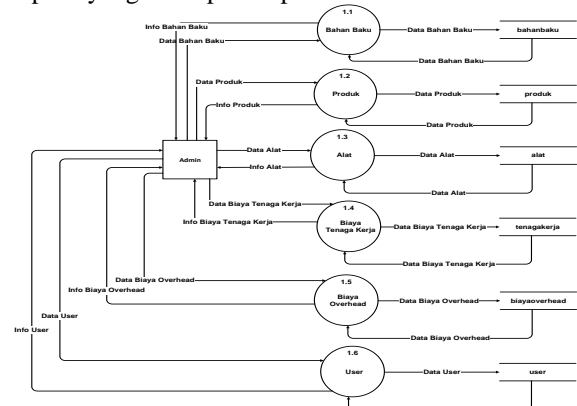 1.1
Info Bahan Baku
Bahan Baku
Data Bahan Baku
bahanbaku
Data Bahan Baku
Data Bahan Baku
1.2
Data Produk
Produk
Data Produk
produk
Info Produk
Data Produk
1.3
Admin
Data Alat
Alat
Data Alat
alat
Info Alat
Data Alat
1.4
Data Biaya Tenaga Kerja
Biaya
Tenaga Kerja
Data Biaya Tenaga Kerja
tenagakerja
Info Biaya Tenaga Kerja
Data Biaya Tenaga Kerja
1.5
Data Biaya Overhead
Info Biaya Overhead
Biaya
Overhead
Data Biaya Overhead
biayaoverhead
Data User
Info User
Data Biaya Overhead
1.6
User
Data User
user